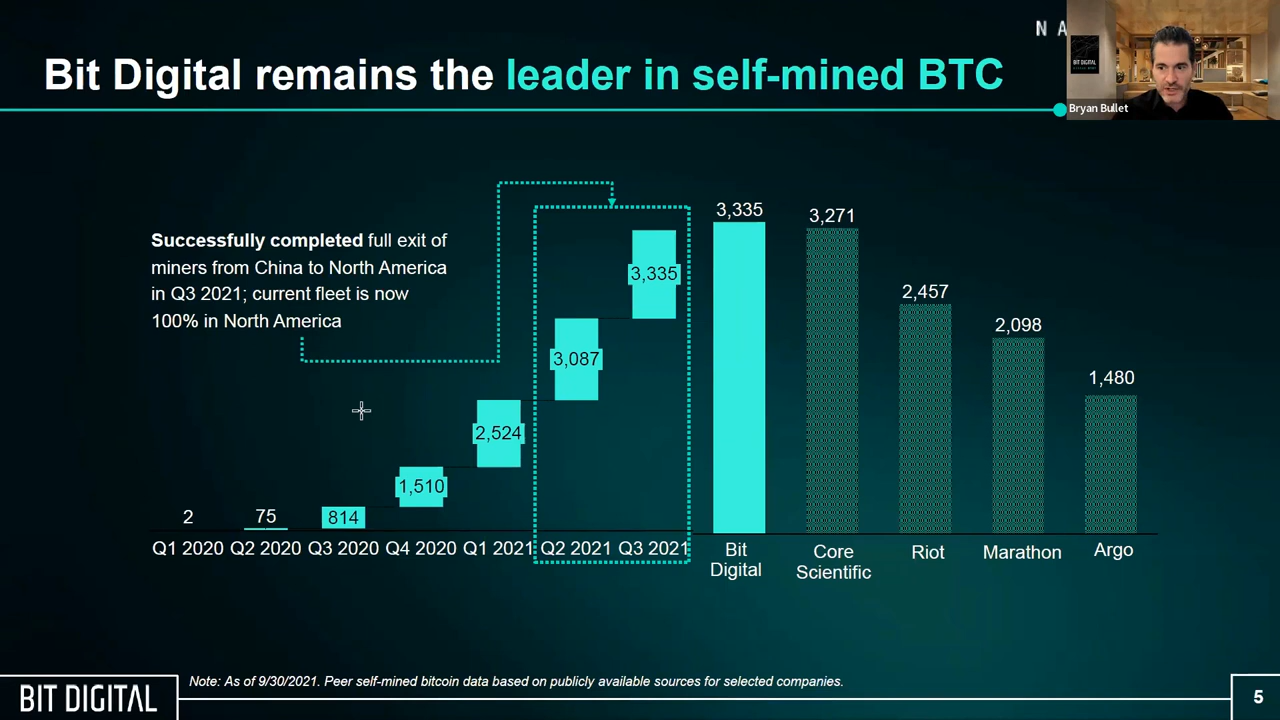 N A
Bit Digital remains the leader in self-mined BTC
BIT DIGITAL
Bryan Bullet
Successfully completed full exit of
miners from China to North America
in Q3 2021; current fleet is now
100% in North America
2
75
814
1,510
2,524
3,087
3,335
3,335
3,271
2,457
2,098
1,480
Q1 2020 Q2 2020 Q3 2020 Q4 2020 Q1 2021 Q2 2021 Q3 2021
Bit
Digital
Core
Scientific
Riot
Marathon
Argo
BIT DIGITAL
Note: As of 9/30/2021. Peer self-mined bitcoin data based on publicly available sources for selected companies.
5